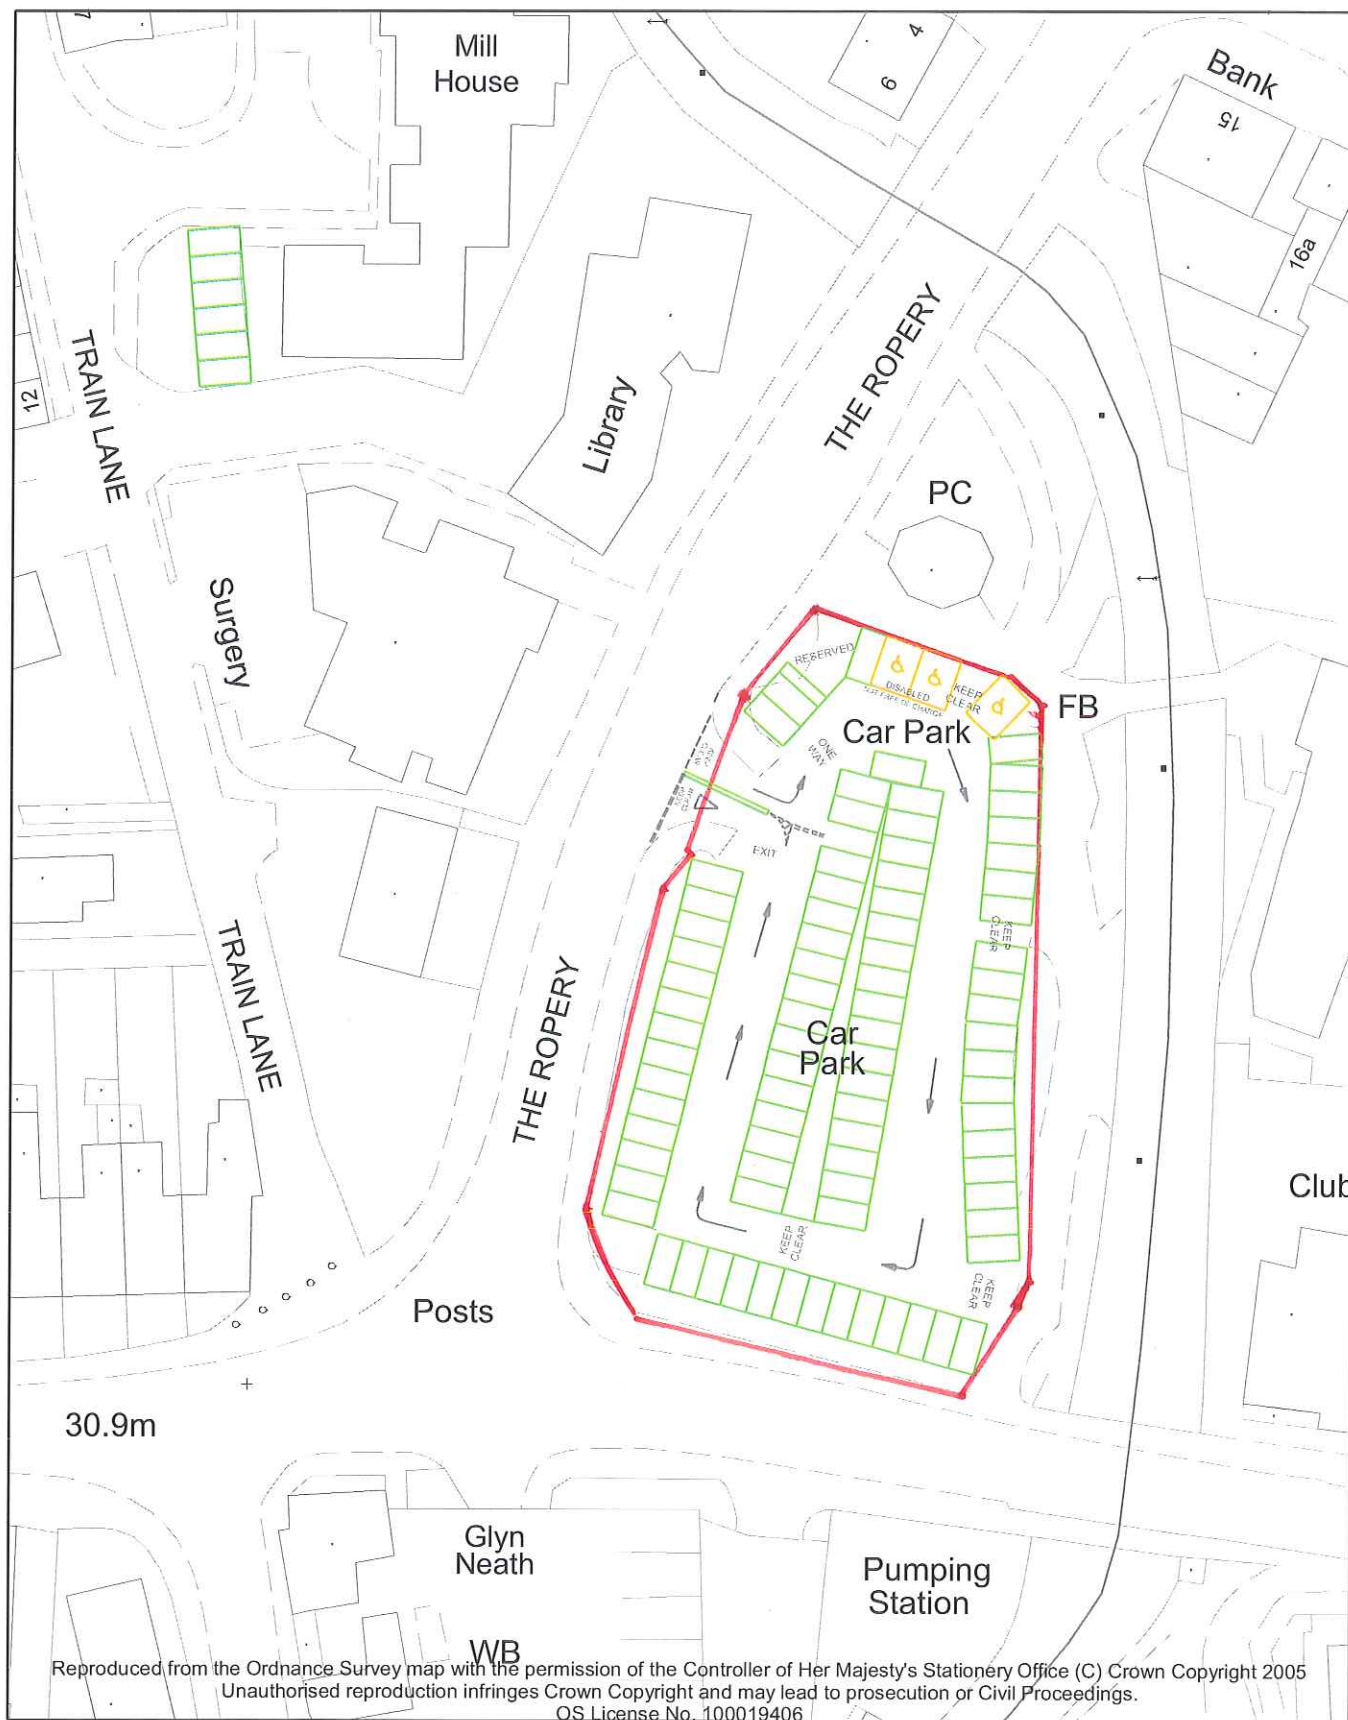 7
Mill
House
4
6
Bank
15
16a
TRAIN LANE
12
THE ROPERY
Library
PC
Surgery
RESERVED
DISABLED
KEEP
CLEAR
FB
Car Park
ONE
WAY
KEEP
CLEAR
EXIT
KEEP
CLEAR
TRAIN LANE
THE ROPERY
Car
Park
Club
KEEP
CLEAR
KEEP
CLEAR
Posts
30.9m
Glyn
Neath
Pumping
Station
WB
Reproduced from the Ordnance Survey map with the permission of the Controller of Her Majesty's Stationery Office (C) Crown Copyright 2005
Unauthorised reproduction infringes Crown Copyright and may lead to prosecution or Civil Proceedings.
OS License No. 100019406